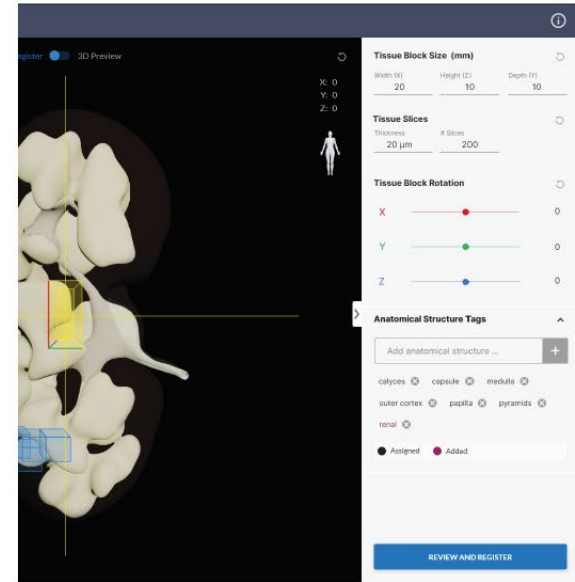 register 3D Preview
X: 0
Y: 0
Z: 0
Tissue Block Size (mm)
Width (X) Height (Z) Depth (Y)
20 10 10
Tissue Slices
Thickness # Slices
20 μm 200
Tissue Block Rotation
X 0
Y 0
Z 0
Anatomical Structure Tags
Add anatomical structure ...
calyces capsule medulla
outer cortex papilla pyramids
renal
Assigned Added
REVIEW AND REGISTER